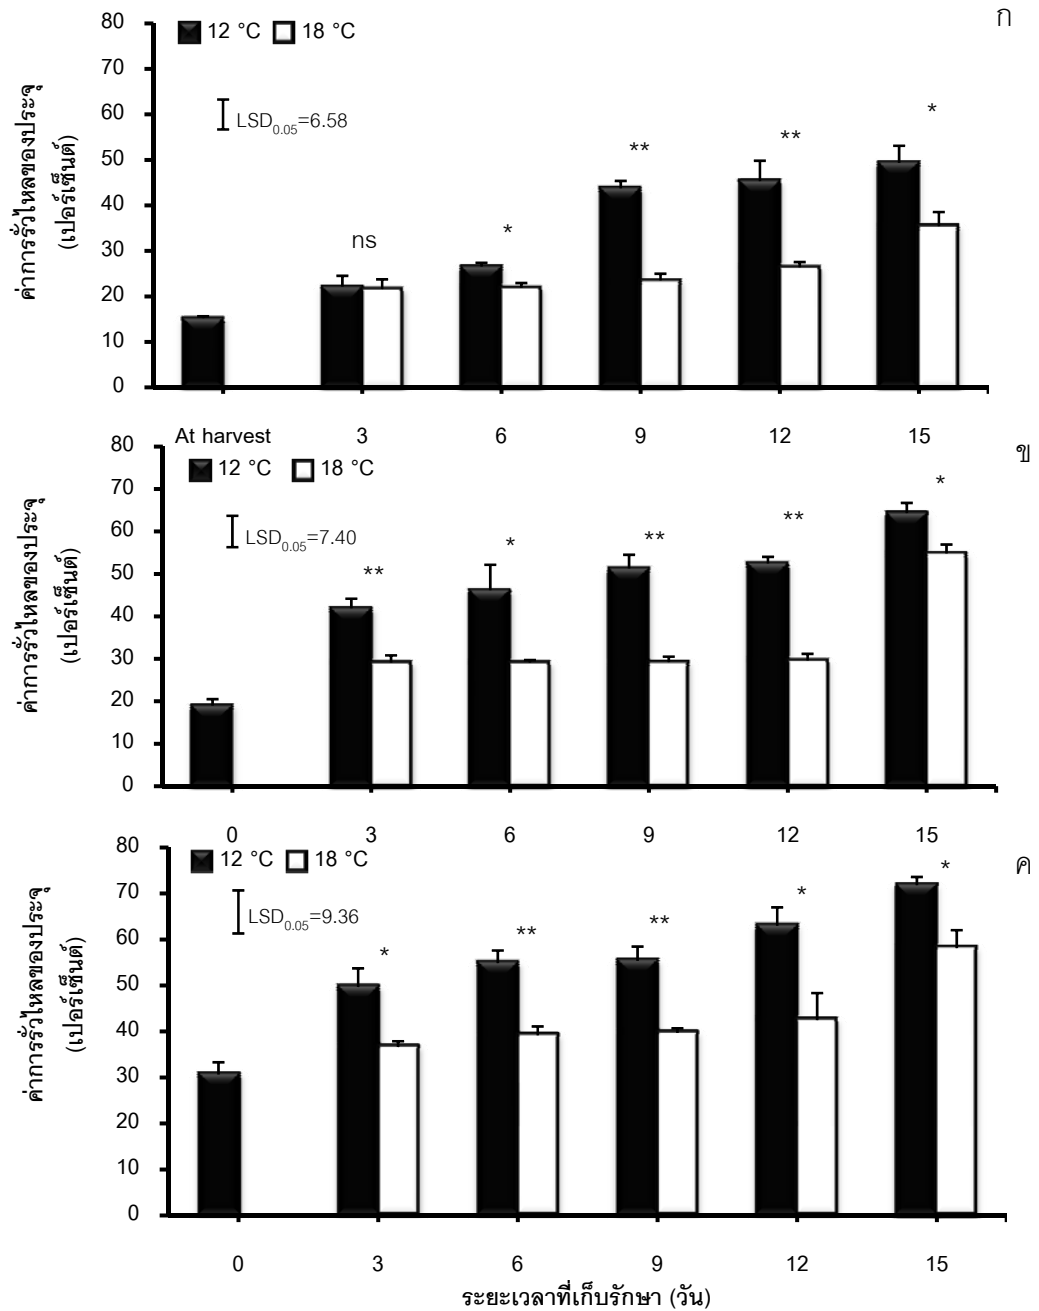 ก
80
12 °C 18 °C
70
60
LSD0.05=6.58
*
50
**
**
40
30
ns
*
20
10
0
ค่าการรั่วไหลของประจุ
(เปอร์เซ็นต์)
At harvest 3 6 9 12 15
ข
80
12 °C 18 °C
70
*
60
LSD0.05=7.40
**
*
**
**
50
40
30
20
10
0
ค่าการรั่วไหลของประจุ
(เปอร์เซ็นต์)
0 3 6 9 12 15
ค
80
12 °C 18 °C
*
70
LSD0.05=9.36
*
60
**
**
*
50
40
30
20
10
0
ค่าการรั่วไหลของประจุ
(เปอร์เซ็นต์)
0 3 6 9 12 15
ระยะเวลาที่เก็บรักษา (วัน)